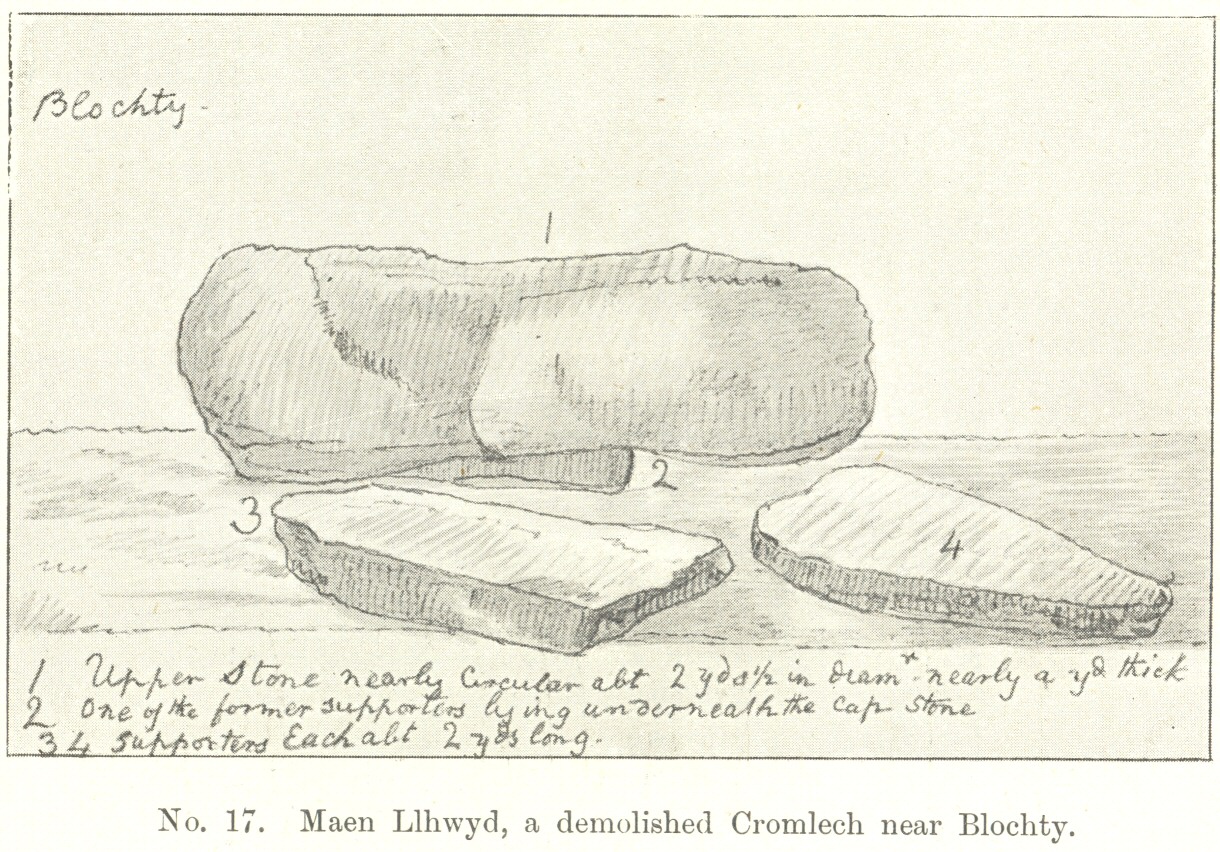 Blochty -
1
2
3
4
1 Upper Stone nearly Circular abt 2 yds 1/2 in diamr. nearly a yd thick
2 One of the former supporters lying underneath the Cap Stone
3 4 supporters Each abt 2 yds long.
No. 17. Maen Llhwyd, a demolished Cromlech near Blochty.